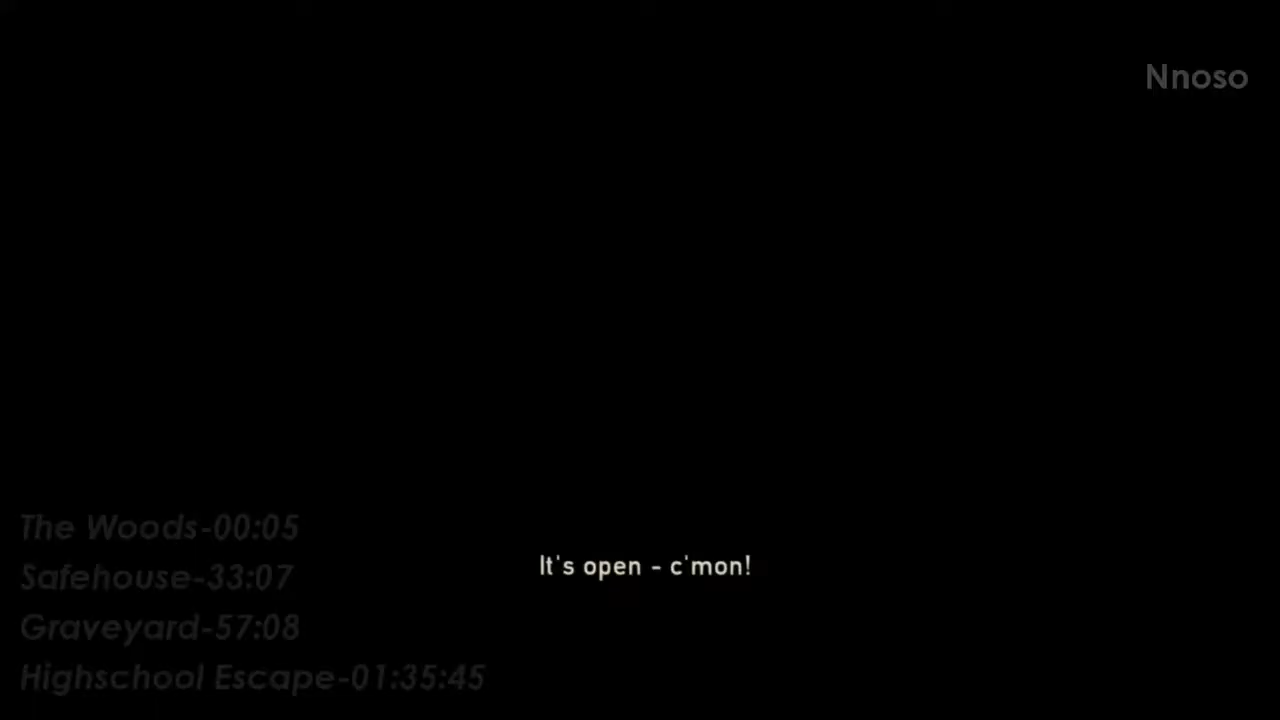 Nnoso
The Woods-00:05
It's open - c'mon!
Safehouse-33:07
Graveyard-57:08
Highschool Escape-01:35:45